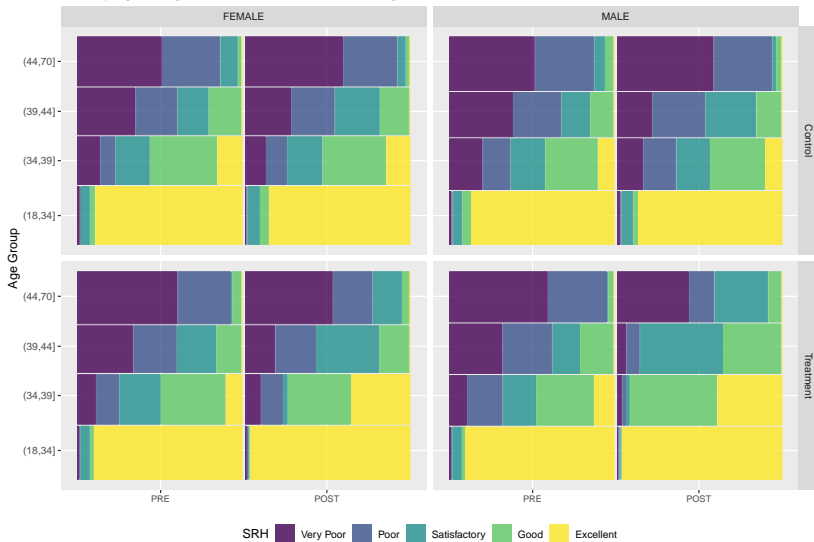 FEMALE
MALE
(44,70]
(39,44]
(34,39]
(18,34]
Control
Age Group
(44,70]
(39,44]
(34,39]
(18,34]
Treatment
PRE
POST
PRE
POST
SRH Very Poor Poor Satisfactory Good Excellent